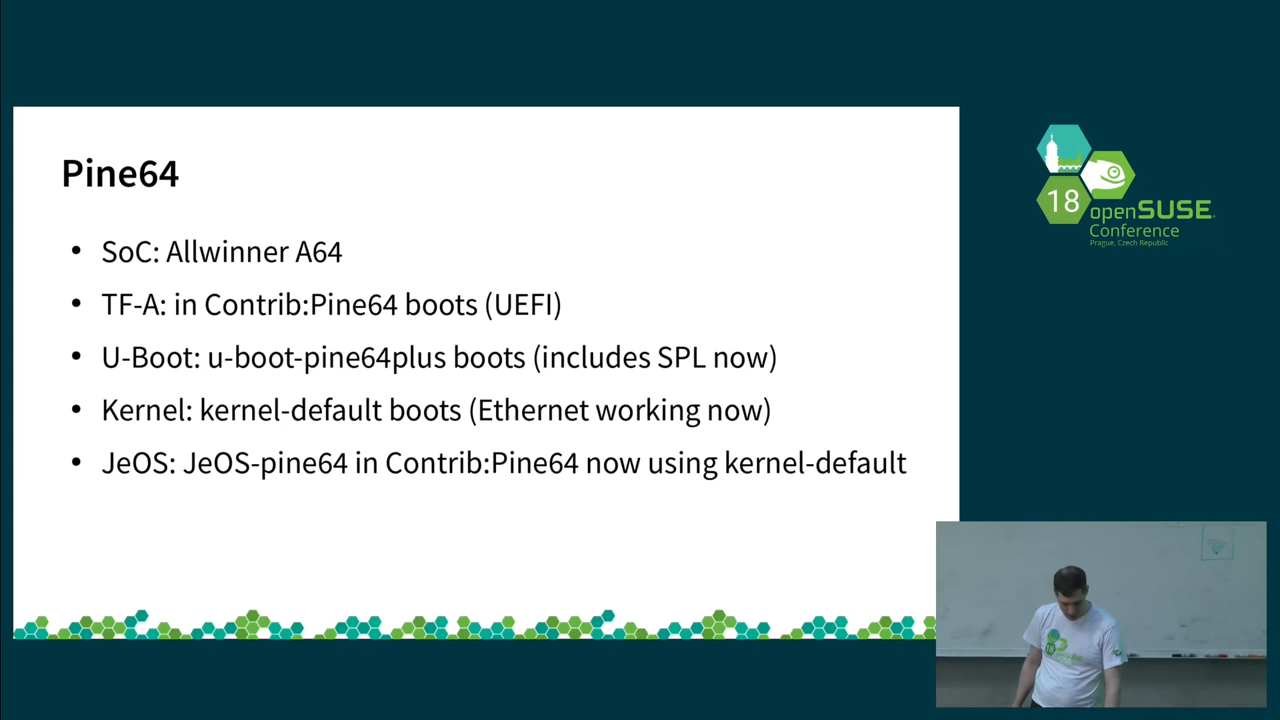 Pine64
• SoC: Allwinner A64
• TF-A: in Contrib:Pine64 boots (UEFI)
• U-Boot: u-boot-pine64plus boots (includes SPL now)
• Kernel: kernel-default boots (Ethernet working now)
• JeOS: JeOS-pine64 in Contrib:Pine64 now using kernel-default
18
openSUSE
Conference
Prague, Czech Republic